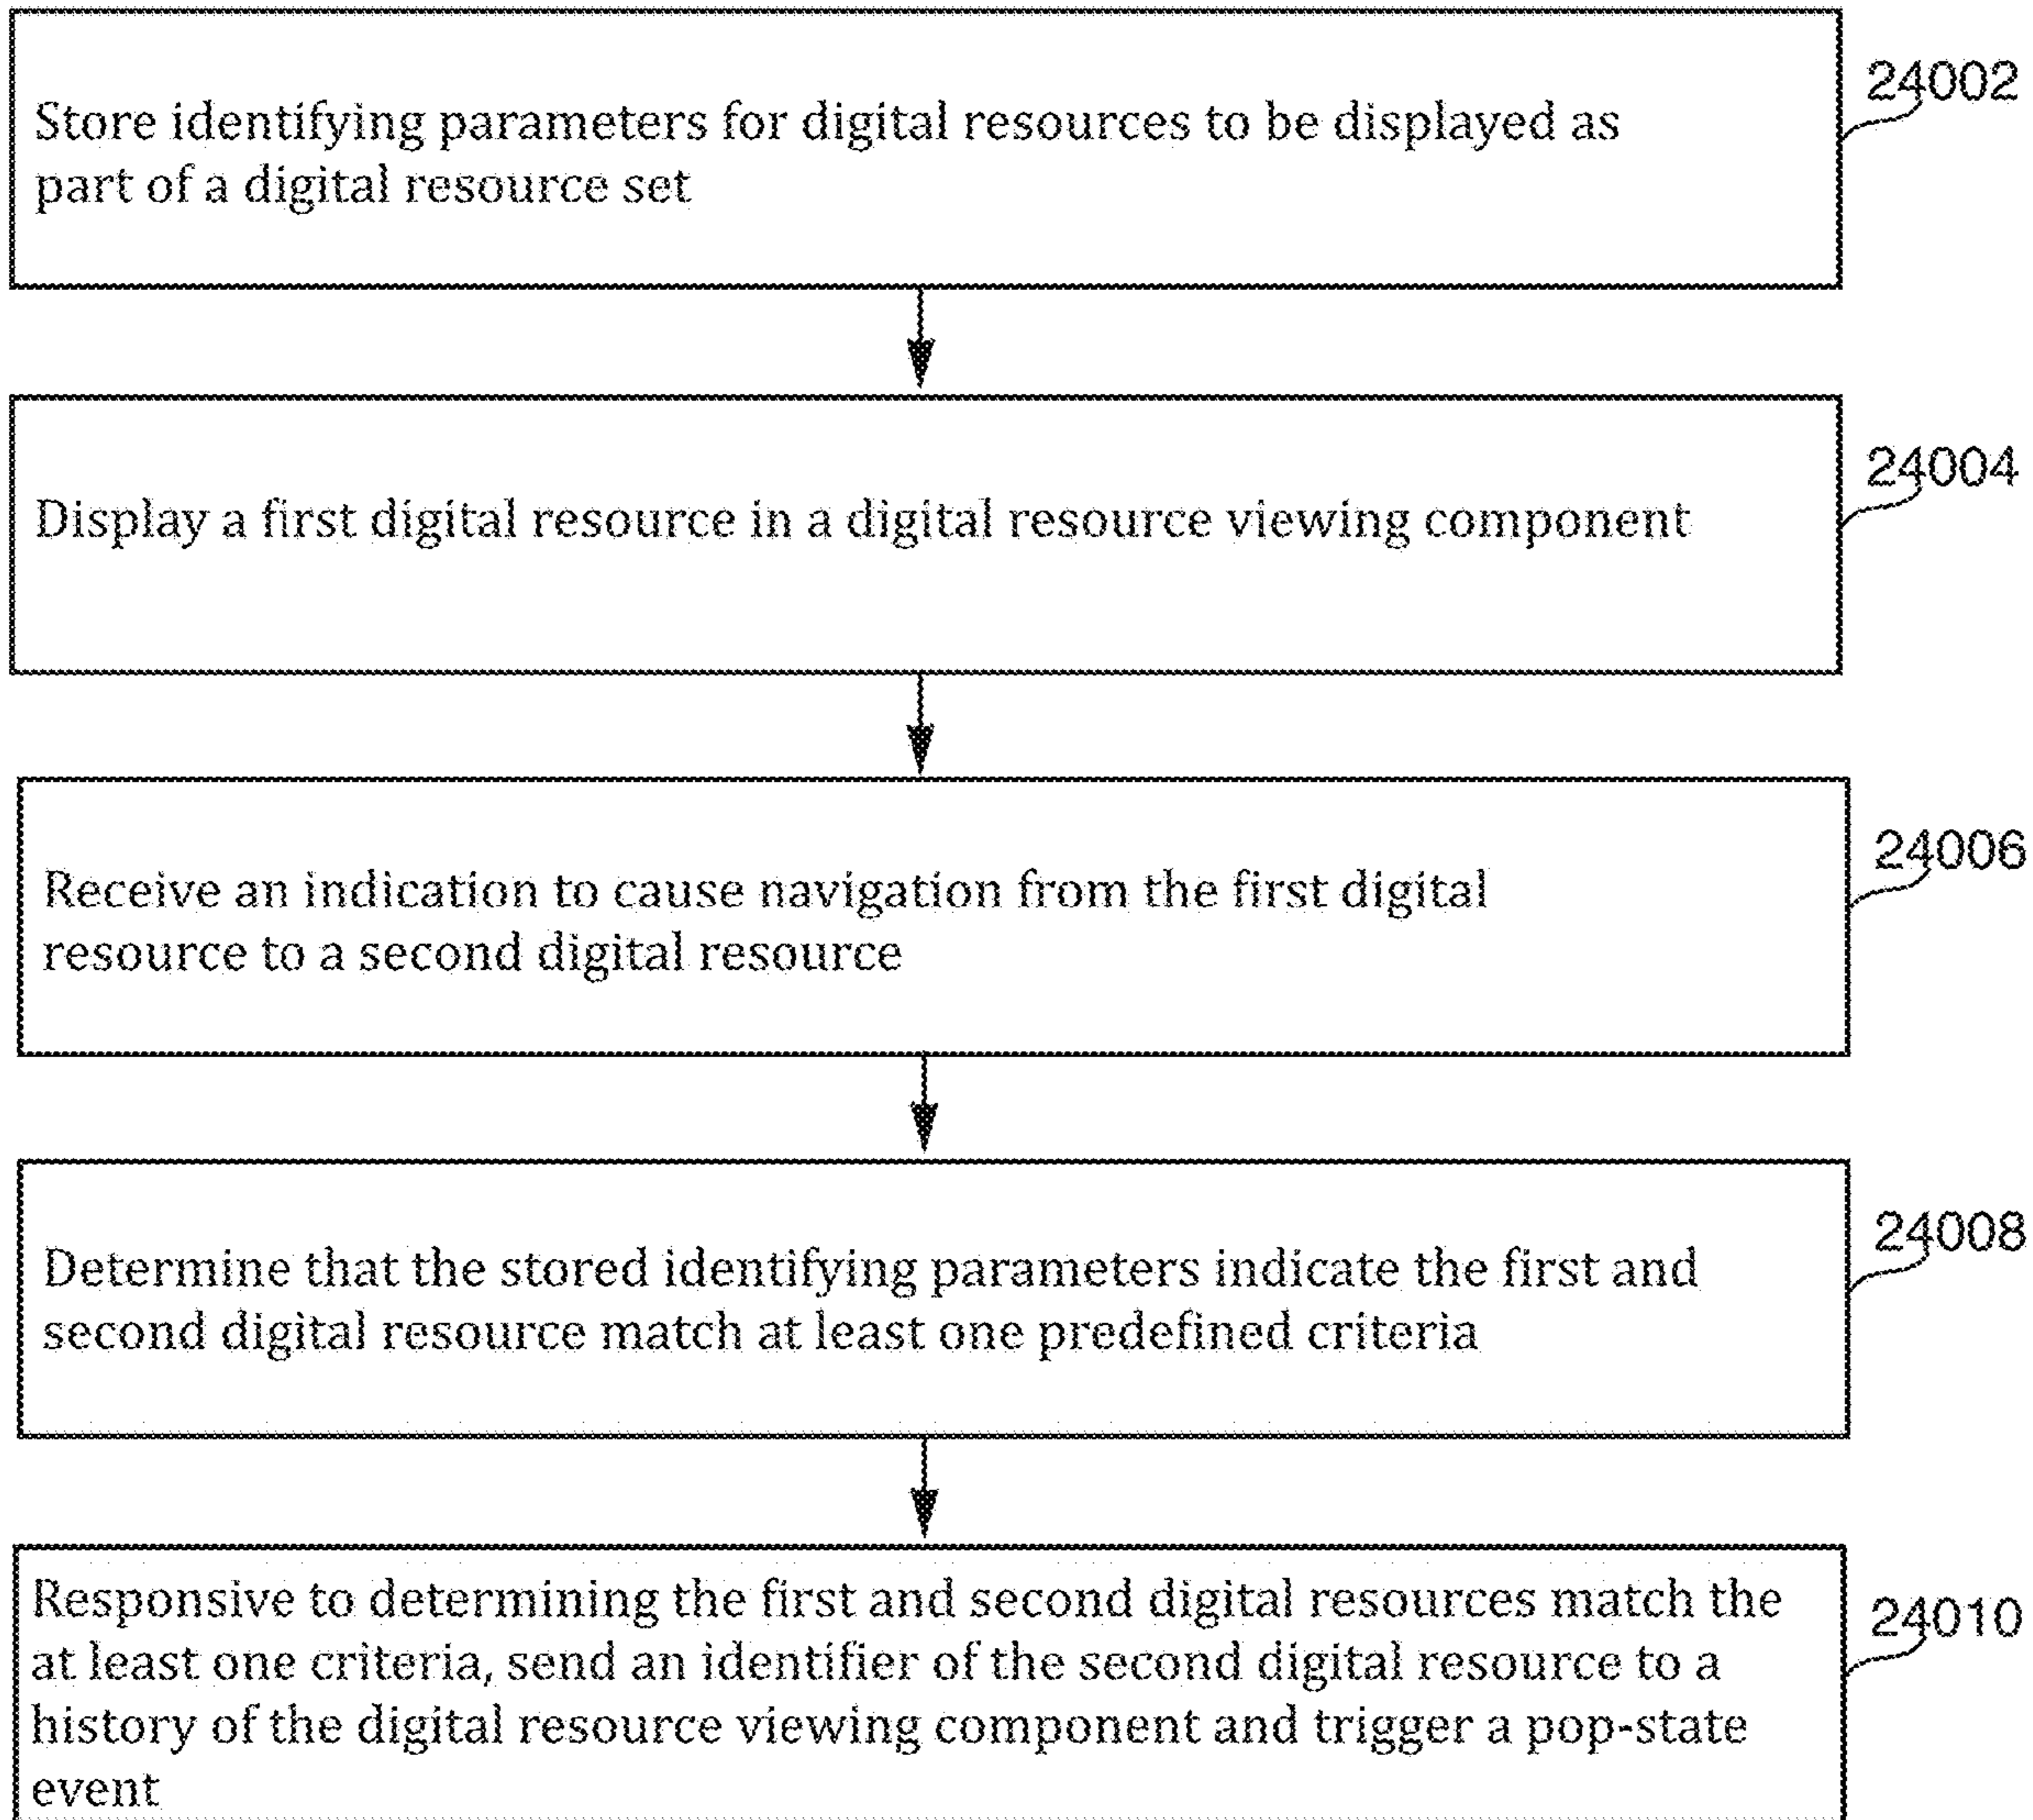 24002
Store identifying parameters for digital resources to be displayed as
part of a digital resource set
24004
Display a first digital resource in a digital resource viewing component
24006
Receive an indication to cause navigation from the first digital
resource to a second digital resource
24008
Determine that the stored identifying parameters indicate the first and
second digital resource match at least one predefined criteria
24010
Responsive to determining the first and second digital resources match the
at least one criteria, send an identifier of the second digital resource to a
history of the digital resource viewing component and trigger a pop-state
event